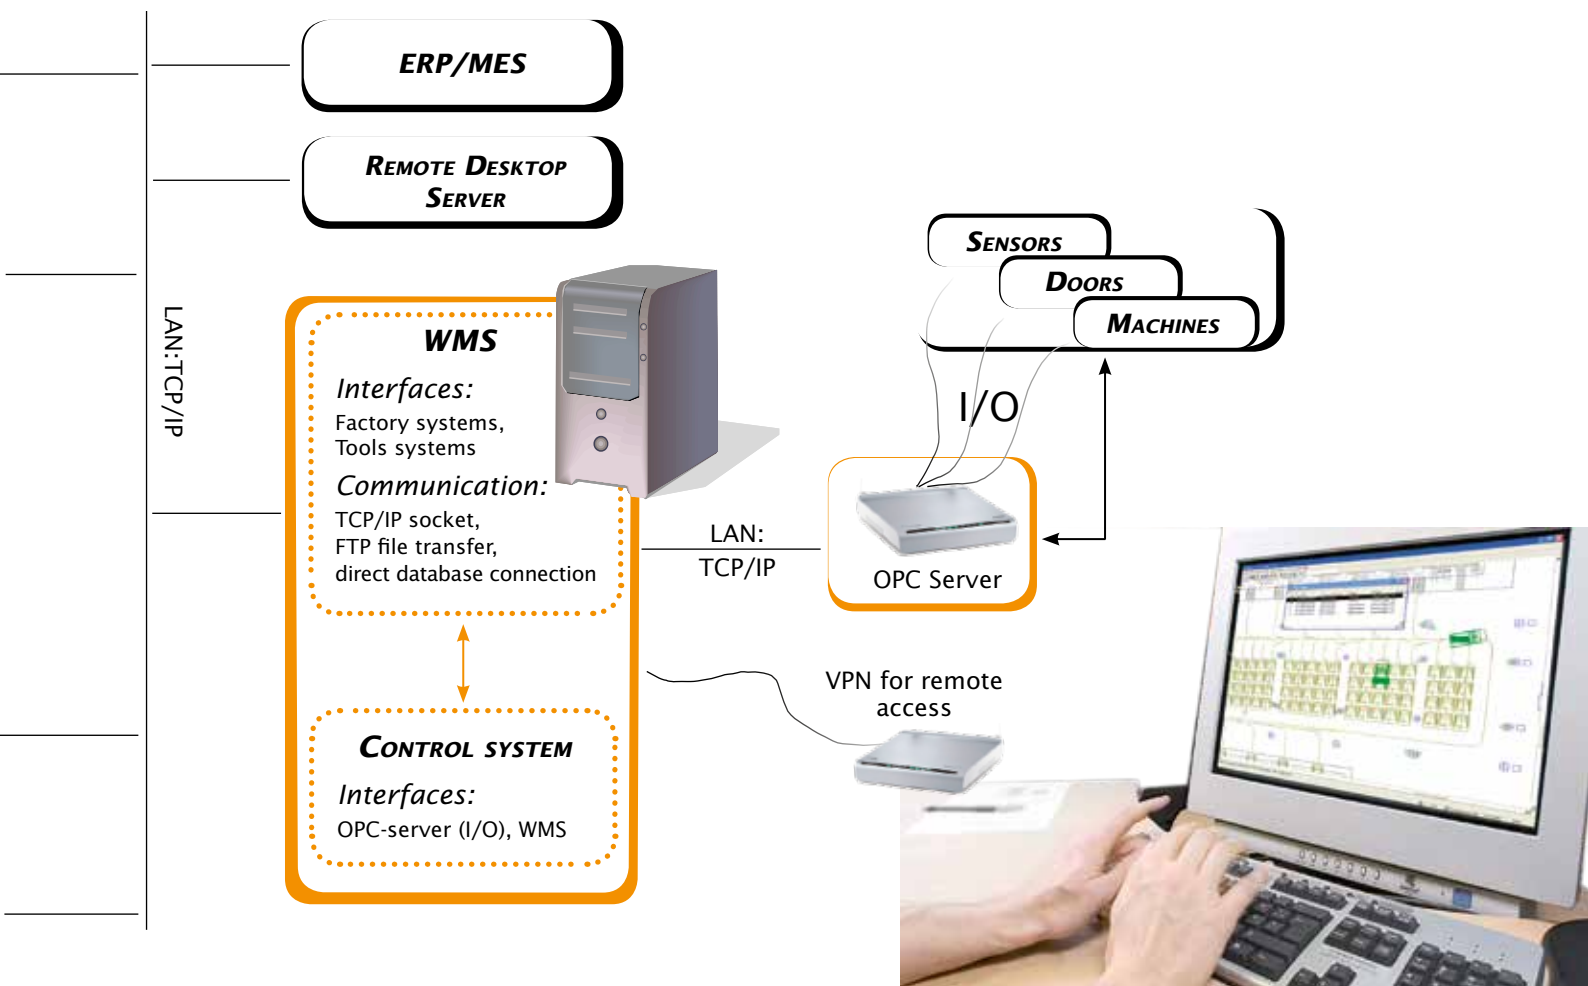 ERP/MES
REMOTE DESKTOP
SERVER
LAN:TCP/IP
WMS
Interfaces:
Factory systems,
Tools systems
Communication:
TCP/IP socket,
FTP file transfer,
direct database connection
CONTROL SYSTEM
Interfaces:
OPC-server (I/O), WMS
LAN:
TCP/IP
SENSORS
DOORS
MACHINES
I/O
OPC Server
VPN for remote
access